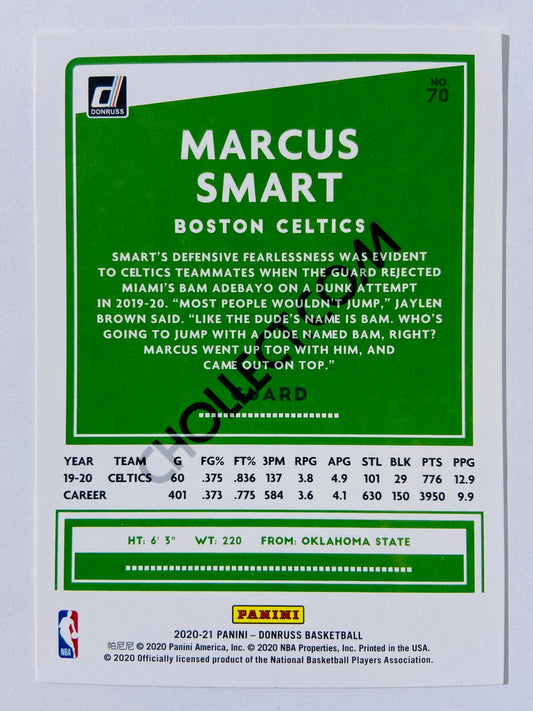 DONRUSS
NO.
70
MARCUS
SMART
BOSTON CELTICS
SMART'S DEFENSIVE FEARLESSNESS WAS EVIDENT
TO CELTICS TEAMMATES WHEN THE GUARD REJECTED
MIAMI'S BAM ADEBAYO ON A DUNK ATTEMPT
IN 2019-20. "MOST PEOPLE WOULDN'T JUMP," JAYLEN
BROWN SAID. "LIKE THE DUDE'S NAME IS BAM. WHO'S
GOING TO JUMP WITH A DUDE NAMED BAM, RIGHT?
MARCUS WENT UP TOP WITH HIM, AND
CAME OUT ON TOP."
GUARD
CHOLLECT.COM
YEAR TEAM G FG% FT% 3PM RPG APG STL BLK PTS PPG
19-20 CELTICS 60 .375 .836 137 3.8 4.9 101 29 776 12.9
CAREER 401 .373 .775 584 3.6 4.1 630 150 3950 9.9
HT: 6' 3" WT: 220 FROM: OKLAHOMA STATE
PANINI
NBA
2020-21 PANINI – DONRUSS BASKETBALL
帕尼尼 © 2020 Panini America, Inc. © 2020 NBA Properties, Inc. Printed in the USA.
© 2020 Officially licensed product of the National Basketball Players Association.